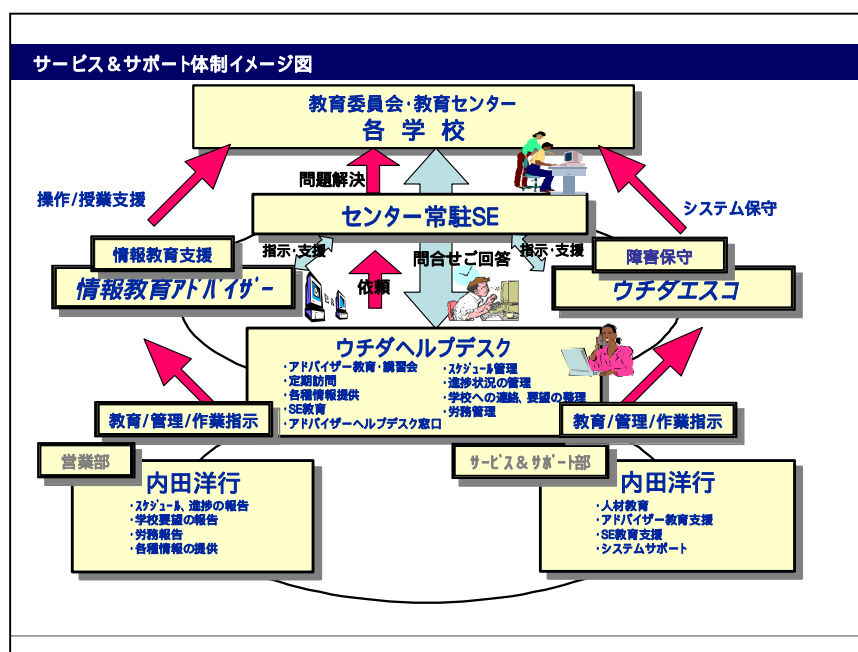 サービス＆サポート体制イメージ図
教育委員会・教育センター
各 学 校
問題解決
操作/授業支援
システム保守
センター常駐SE
情報教育支援
指示・支援
問合せご回答
指示・支援
障害保守
情報教育ｱﾄﾞﾊﾞｲｻﾞｰ
依頼
ウチダエスコ
ウチダヘルプデスク
・アドバイザー教育・講習会
・定期訪問
・各種情報提供
・SE教育
・アドバイザーヘルプデスク窓口
・ｽｹｼﾞｭｰﾙ管理
・進捗状況の管理
・学校への連絡、要望の整理
・労務管理
教育/管理/作業指示
教育/管理/作業指示
営業部
内田洋行
・ｽｹｼﾞｭｰﾙ、進捗の報告
・学校要望の報告
・労務報告
・各種情報の提供
ｻｰﾋﾞｽ＆ｻﾎﾟｰﾄ部
内田洋行
・人材教育
・アドバイザー教育支援
・SE教育支援
・システムサポート